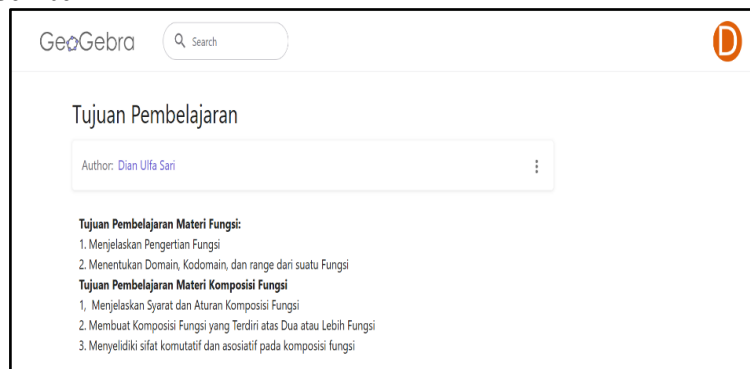 GeoGebra
Search
D
Tujuan Pembelajaran
Author: Dian Ulfa Sari
Tujuan Pembelajaran Materi Fungsi:
1. Menjelaskan Pengertian Fungsi
2. Menentukan Domain, Kodomain, dan range dari suatu Fungsi
Tujuan Pembelajaran Materi Komposisi Fungsi
1, Menjelaskan Syarat dan Aturan Komposisi Fungsi
2. Membuat Komposisi Fungsi yang Terdiri atas Dua atau Lebih Fungsi
3. Menyelidiki sifat komutatif dan asosiatif pada komposisi fungsi